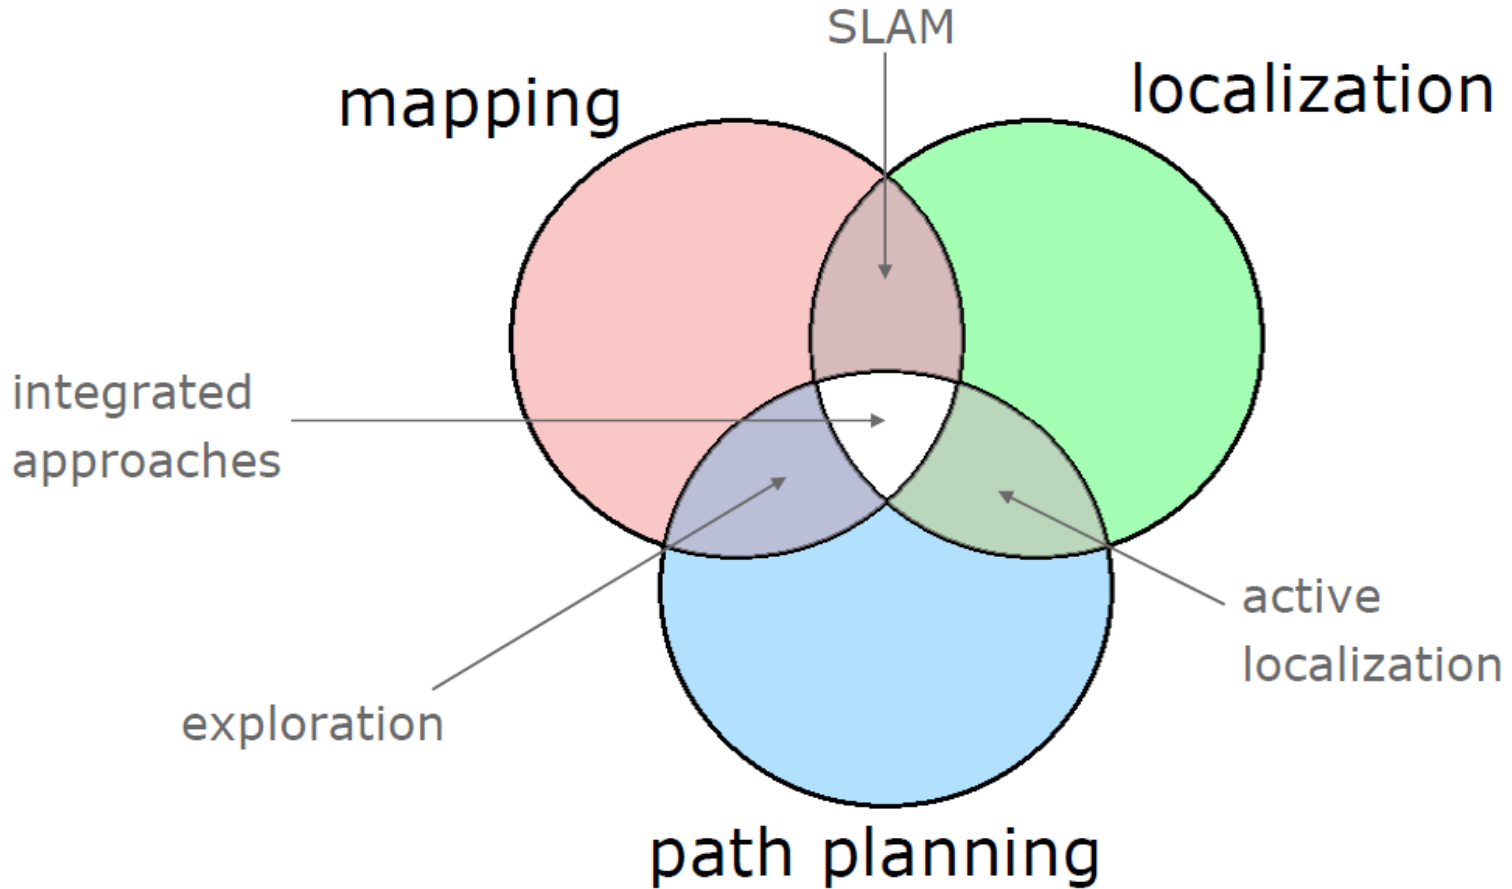 SLAM
mapping
localization
integrated
approaches
exploration
active
localization
path planning